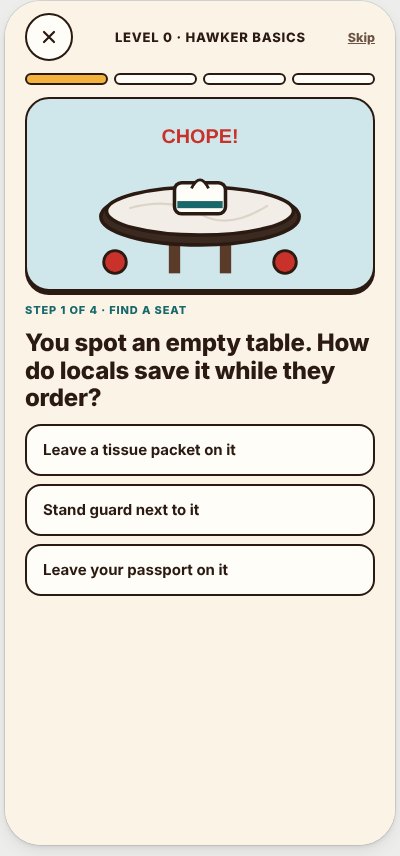 LEVEL 0 · HAWKER BASICS
Skip
CHOPE!
STEP 1 OF 4 · FIND A SEAT
You spot an empty table. How
do locals save it while they
order?
Leave a tissue packet on it
Stand guard next to it
Leave your passport on it